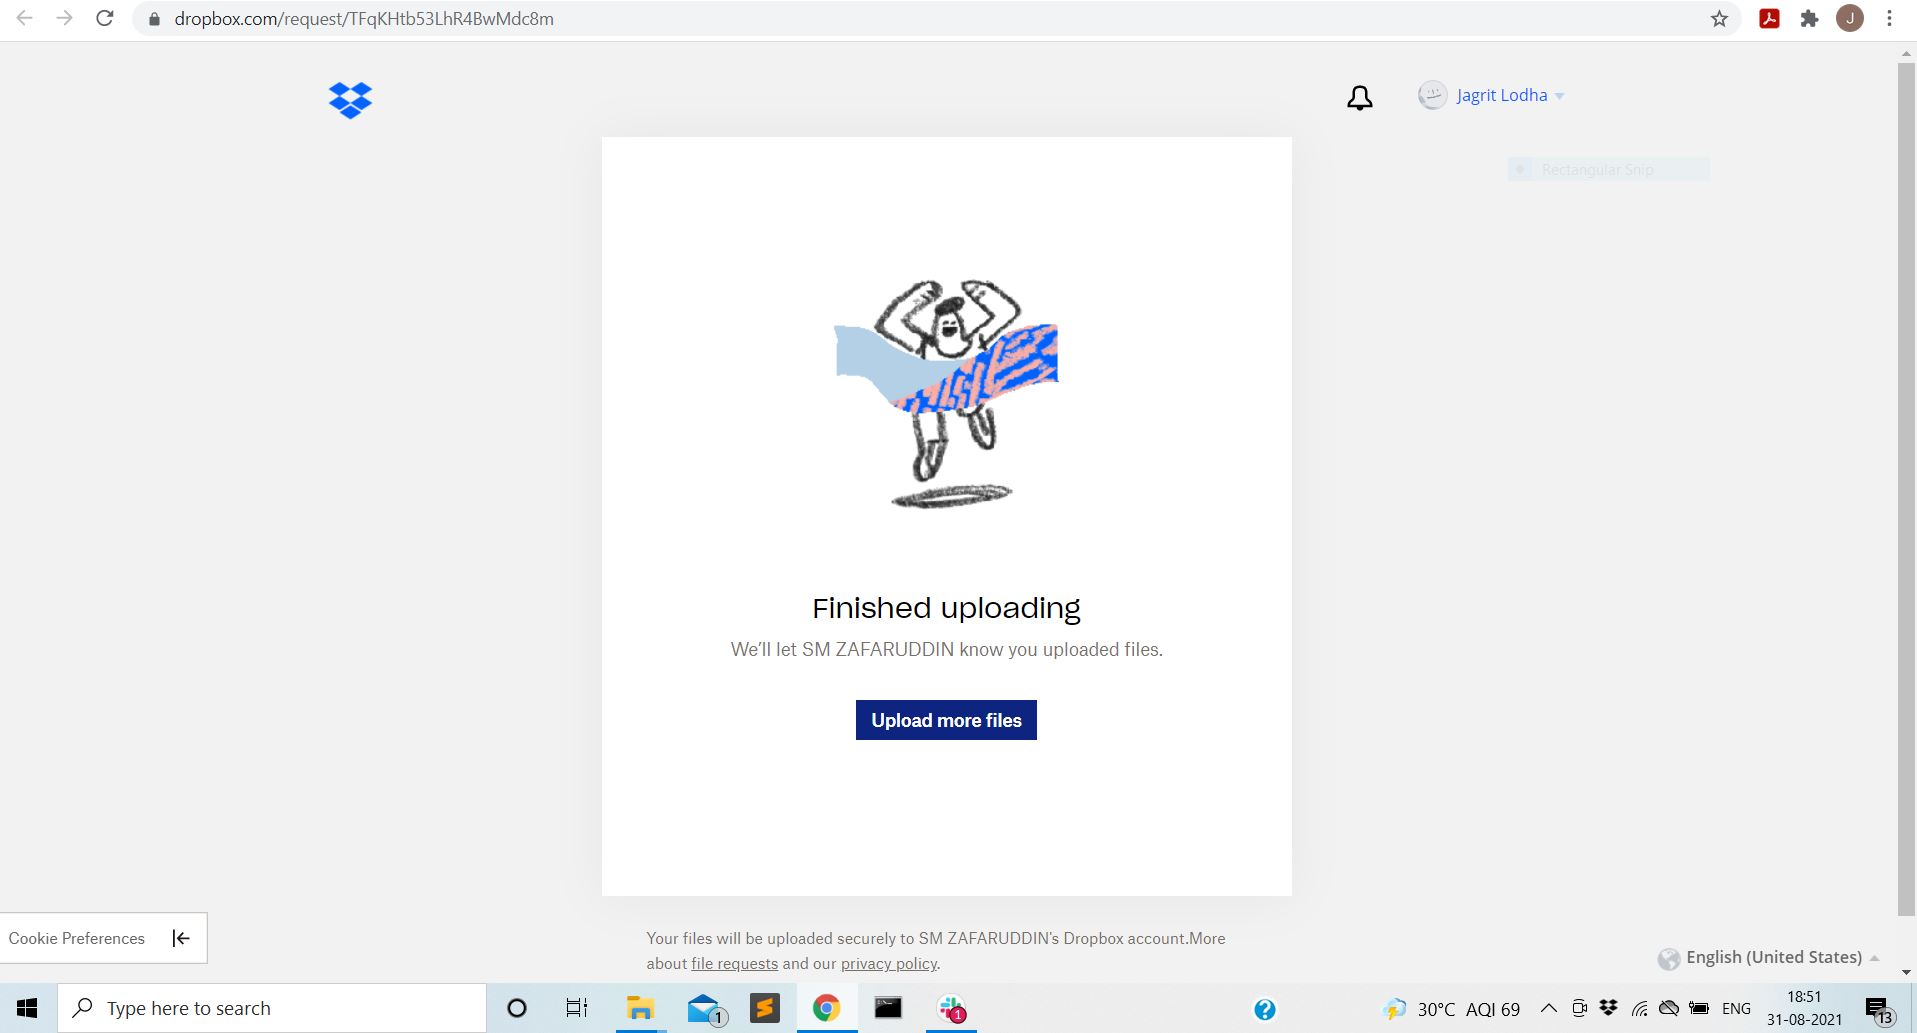 dropbox.com/request/TFqKHtb53LhR4BwMdc8m
J
Jagrit Lodha
Rectangular Snip
Finished uploading
We'll let SM ZAFARUDDIN know you uploaded files.
Upload more files
Cookie Preferences
Your files will be uploaded securely to SM ZAFARUDDIN's Dropbox account.More
about file requests and our privacy policy.
English (United States)
Type here to search
1
1
30°C AQI 69
ENG
18:51
31-08-2021
13